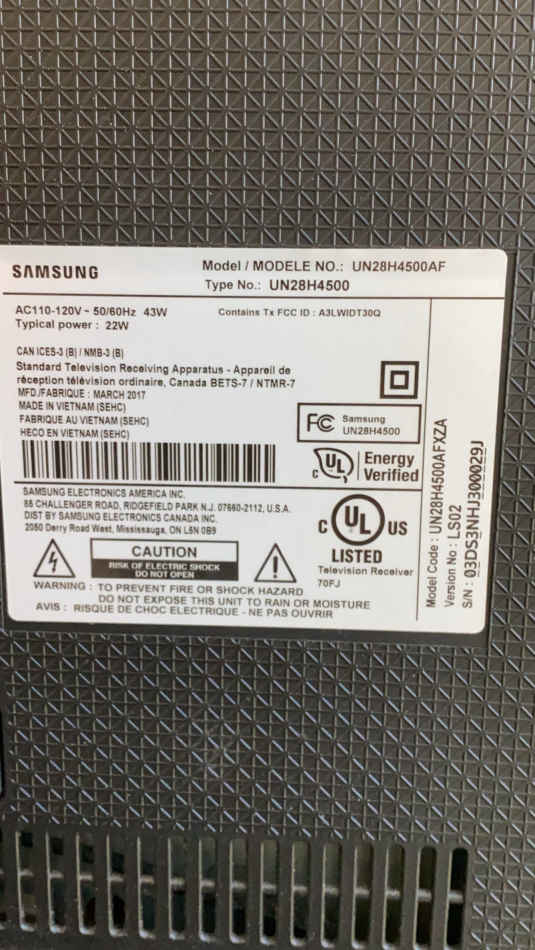 SAMSUNG
Model / MODELE NO.: UN28H4500AF
Type No.: UN28H4500
AC110-120V ~ 50/60Hz 43W
Contains Tx FCC ID : A3LWIDT30Q
Typical power : 22W
CAN ICES-3 (B) / NMB-3 (B)
Standard Television Receiving Apparatus - Appareil de
réception télévision ordinaire, Canada BETS-7 / NTMR-7
MFD./FABRIQUE : MARCH 2017
MADE IN VIETNAM (SEHC)
FABRIQUE AU VIETNAM (SEHC)
HECO EN VIETNAM (SEHC)
FC Samsung
UN28H4500
C UL Energy
Verified
SAMSUNG ELECTRONICS AMERICA INC.
85 CHALLENGER ROAD, RIDGEFIELD PARK N.J. 07660-2112, U.S.A.
DIST BY SAMSUNG ELECTRONICS CANADA INC.
2050 Derry Road West, Mississauga, ON L5N 0B9
C UL US
LISTED
Television Receiver
70FJ
CAUTION
RISK OF ELECTRIC SHOCK
DO NOT OPEN
WARNING : TO PREVENT FIRE OR SHOCK HAZARD
DO NOT EXPOSE THIS UNIT TO RAIN OR MOISTURE
AVIS : RISQUE DE CHOC ELECTRIQUE - NE PAS OUVRIR
Model Code : UN28H4500AFXZA
Version No : LS02
S/N : 03DS3NHJ300029J